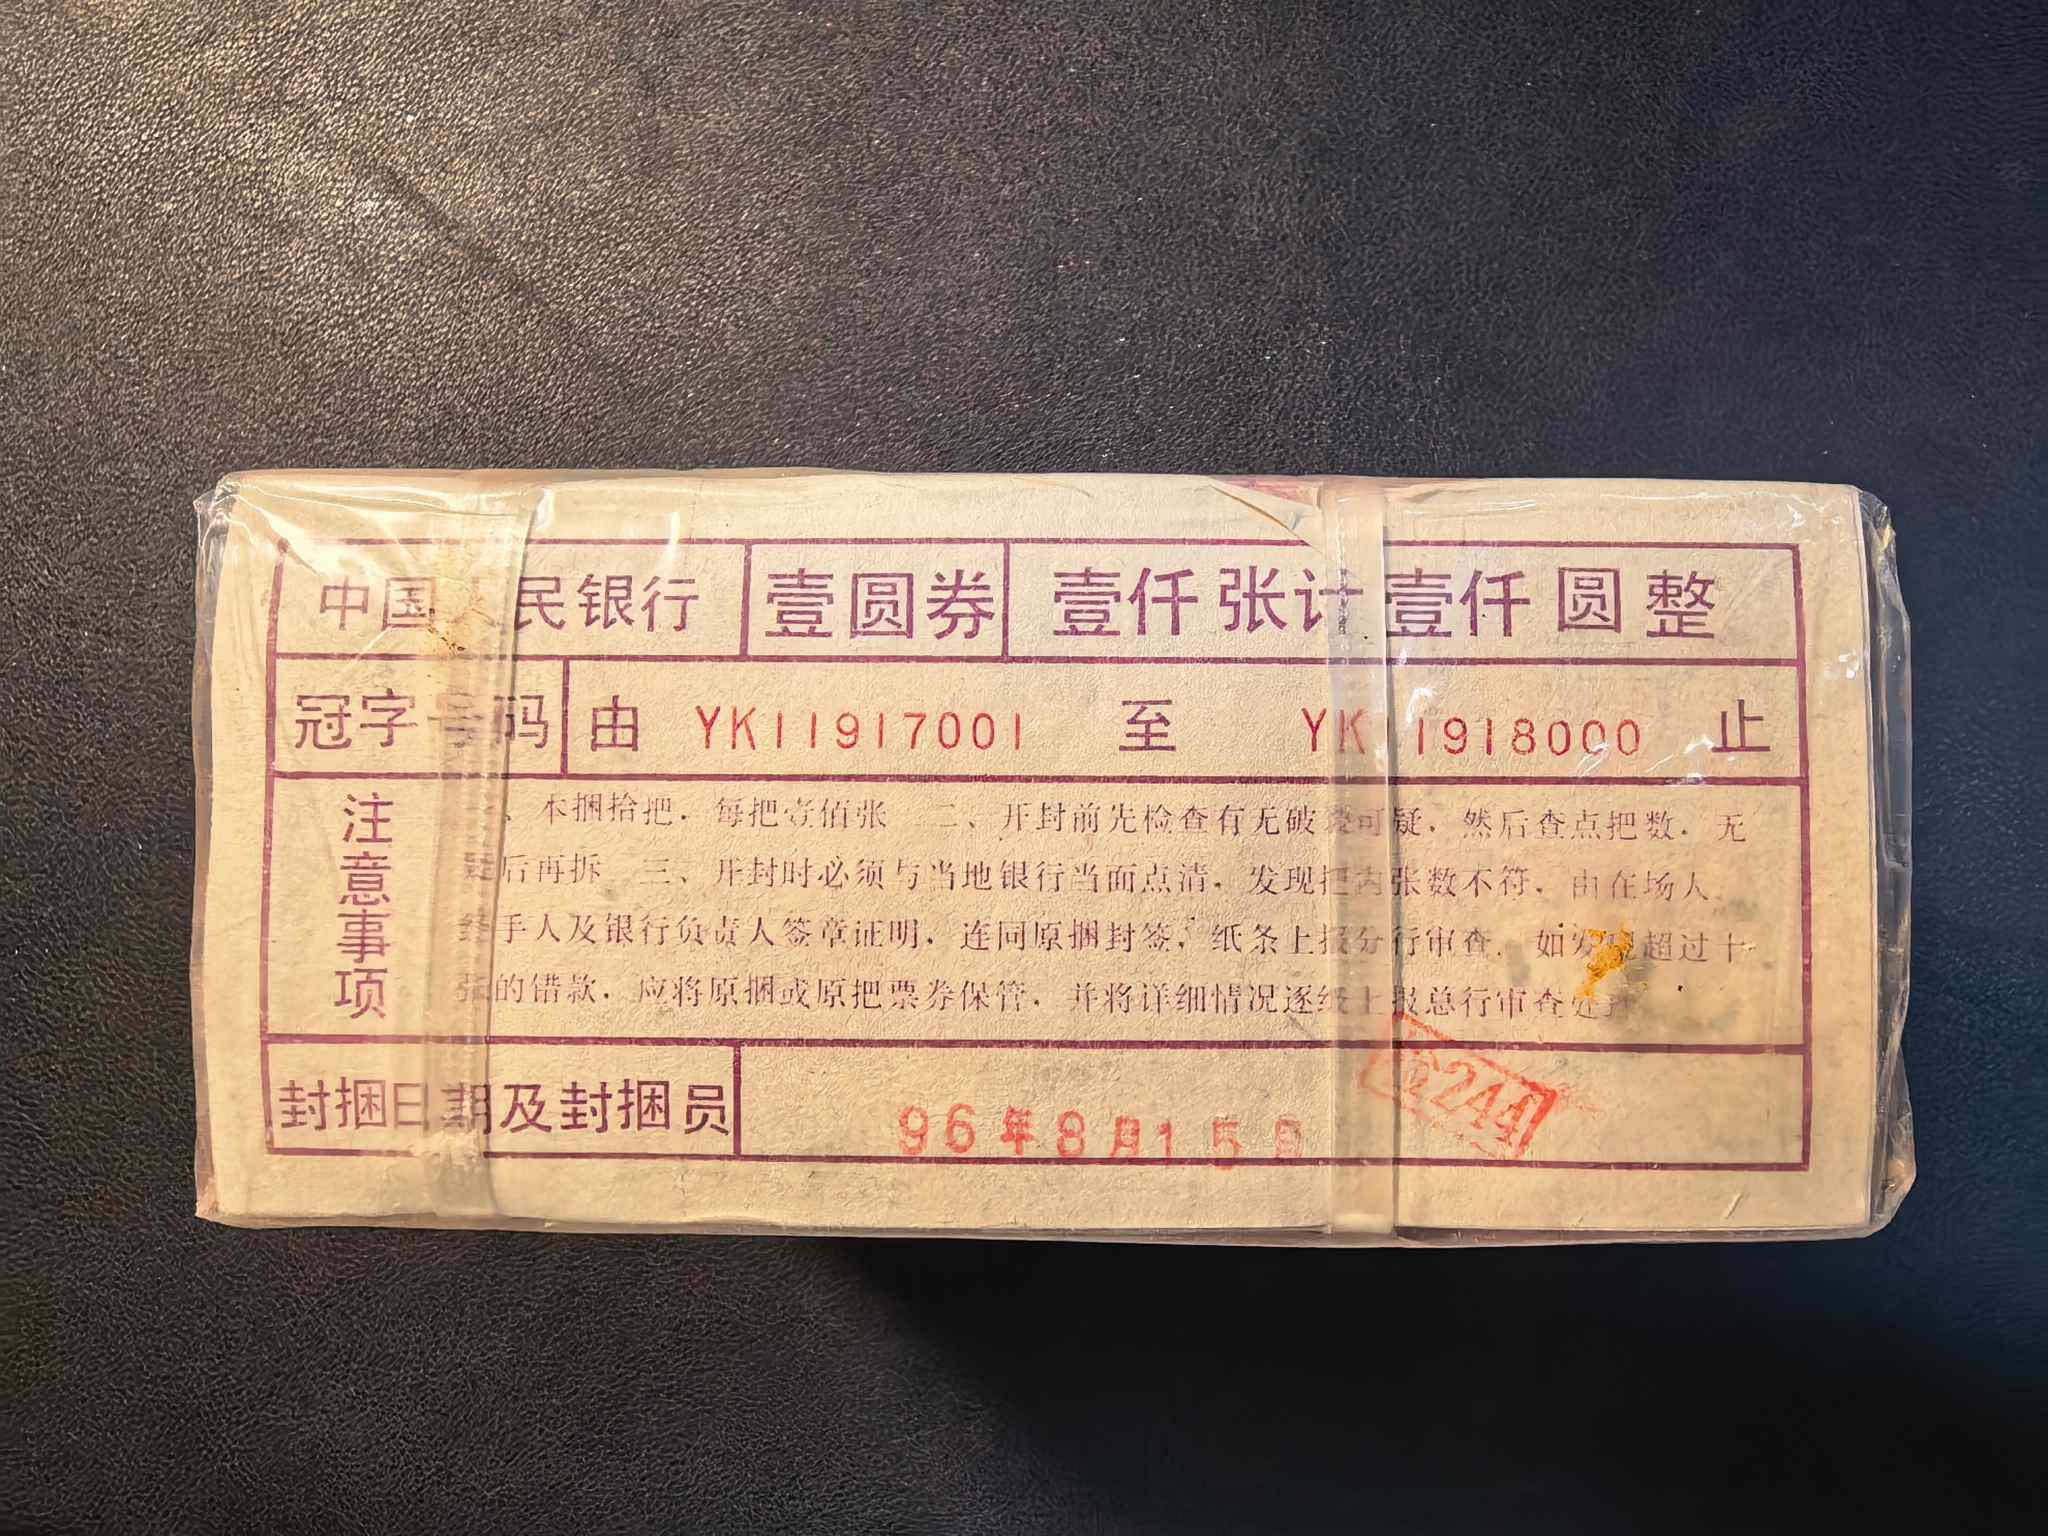 中国人民银行 壹圆券 壹仟张计壹仟圆整
冠字号码 由 YK11917001 至 YK11918000 止
注意事项
一、本捆拾把，每把壹佰张 二、开封前先检查有无破裂可疑，然后查点把数，无
疑后再拆 三、开封时必须与当地银行当面点清，发现把内张数不符，由在场人、
经手人及银行负责人签章证明，连同原捆封签，纸条上报分行审查，如发现超过十
张的错款，应将原捆或原把票券保管，并将详细情况逐级上报总行审查处理
封捆日期及封捆员 96年8月15日
244